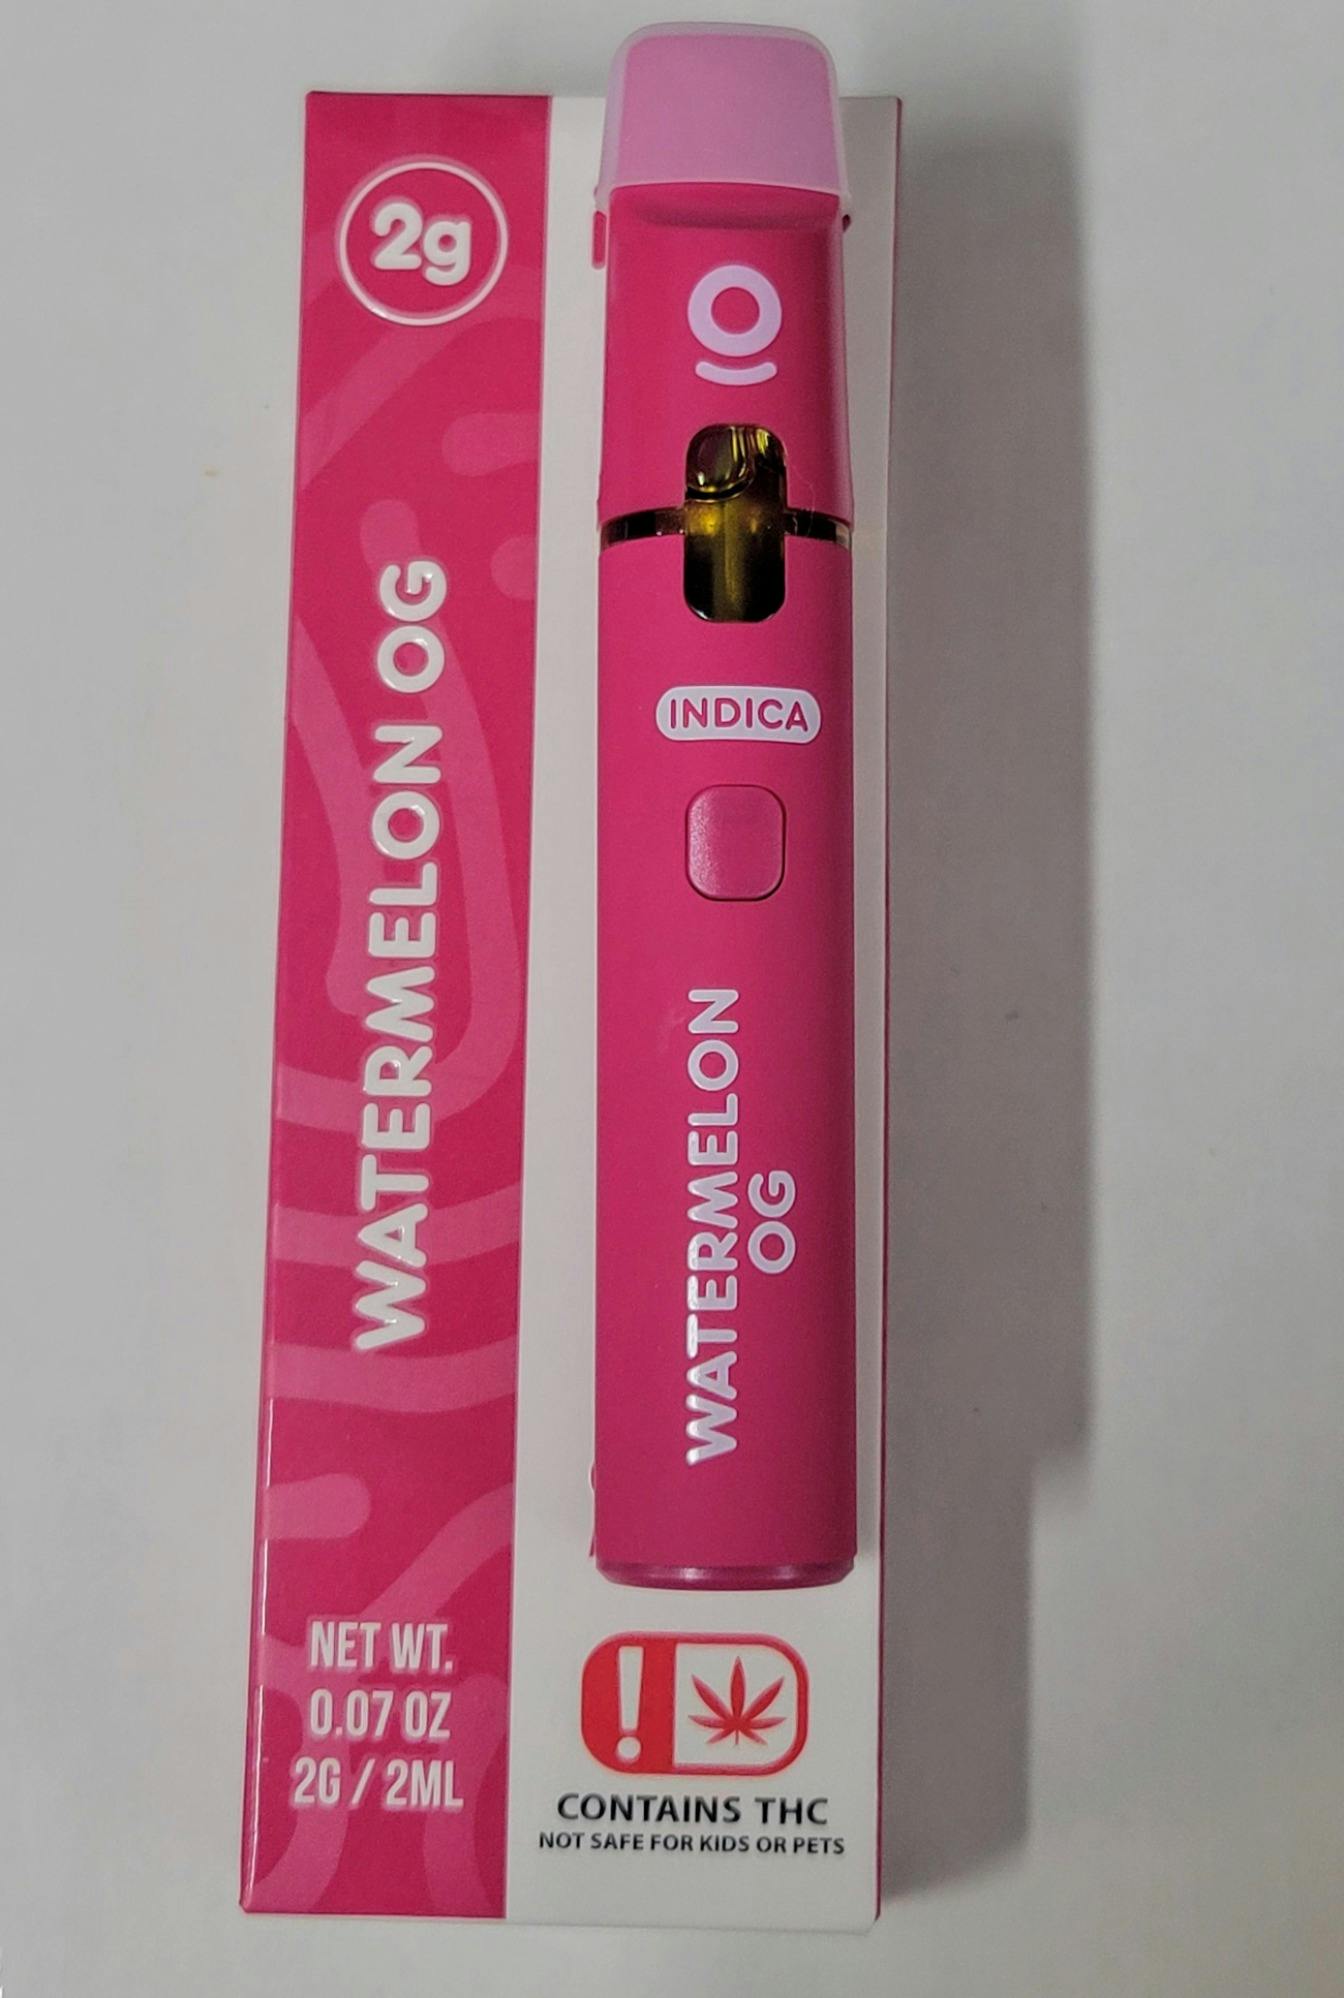 2g
WATERMELON OG
NET WT.
0.07 OZ
2G / 2ML
INDICA
WATERMELON
OG
!
CONTAINS THC
NOT SAFE FOR KIDS OR PETS